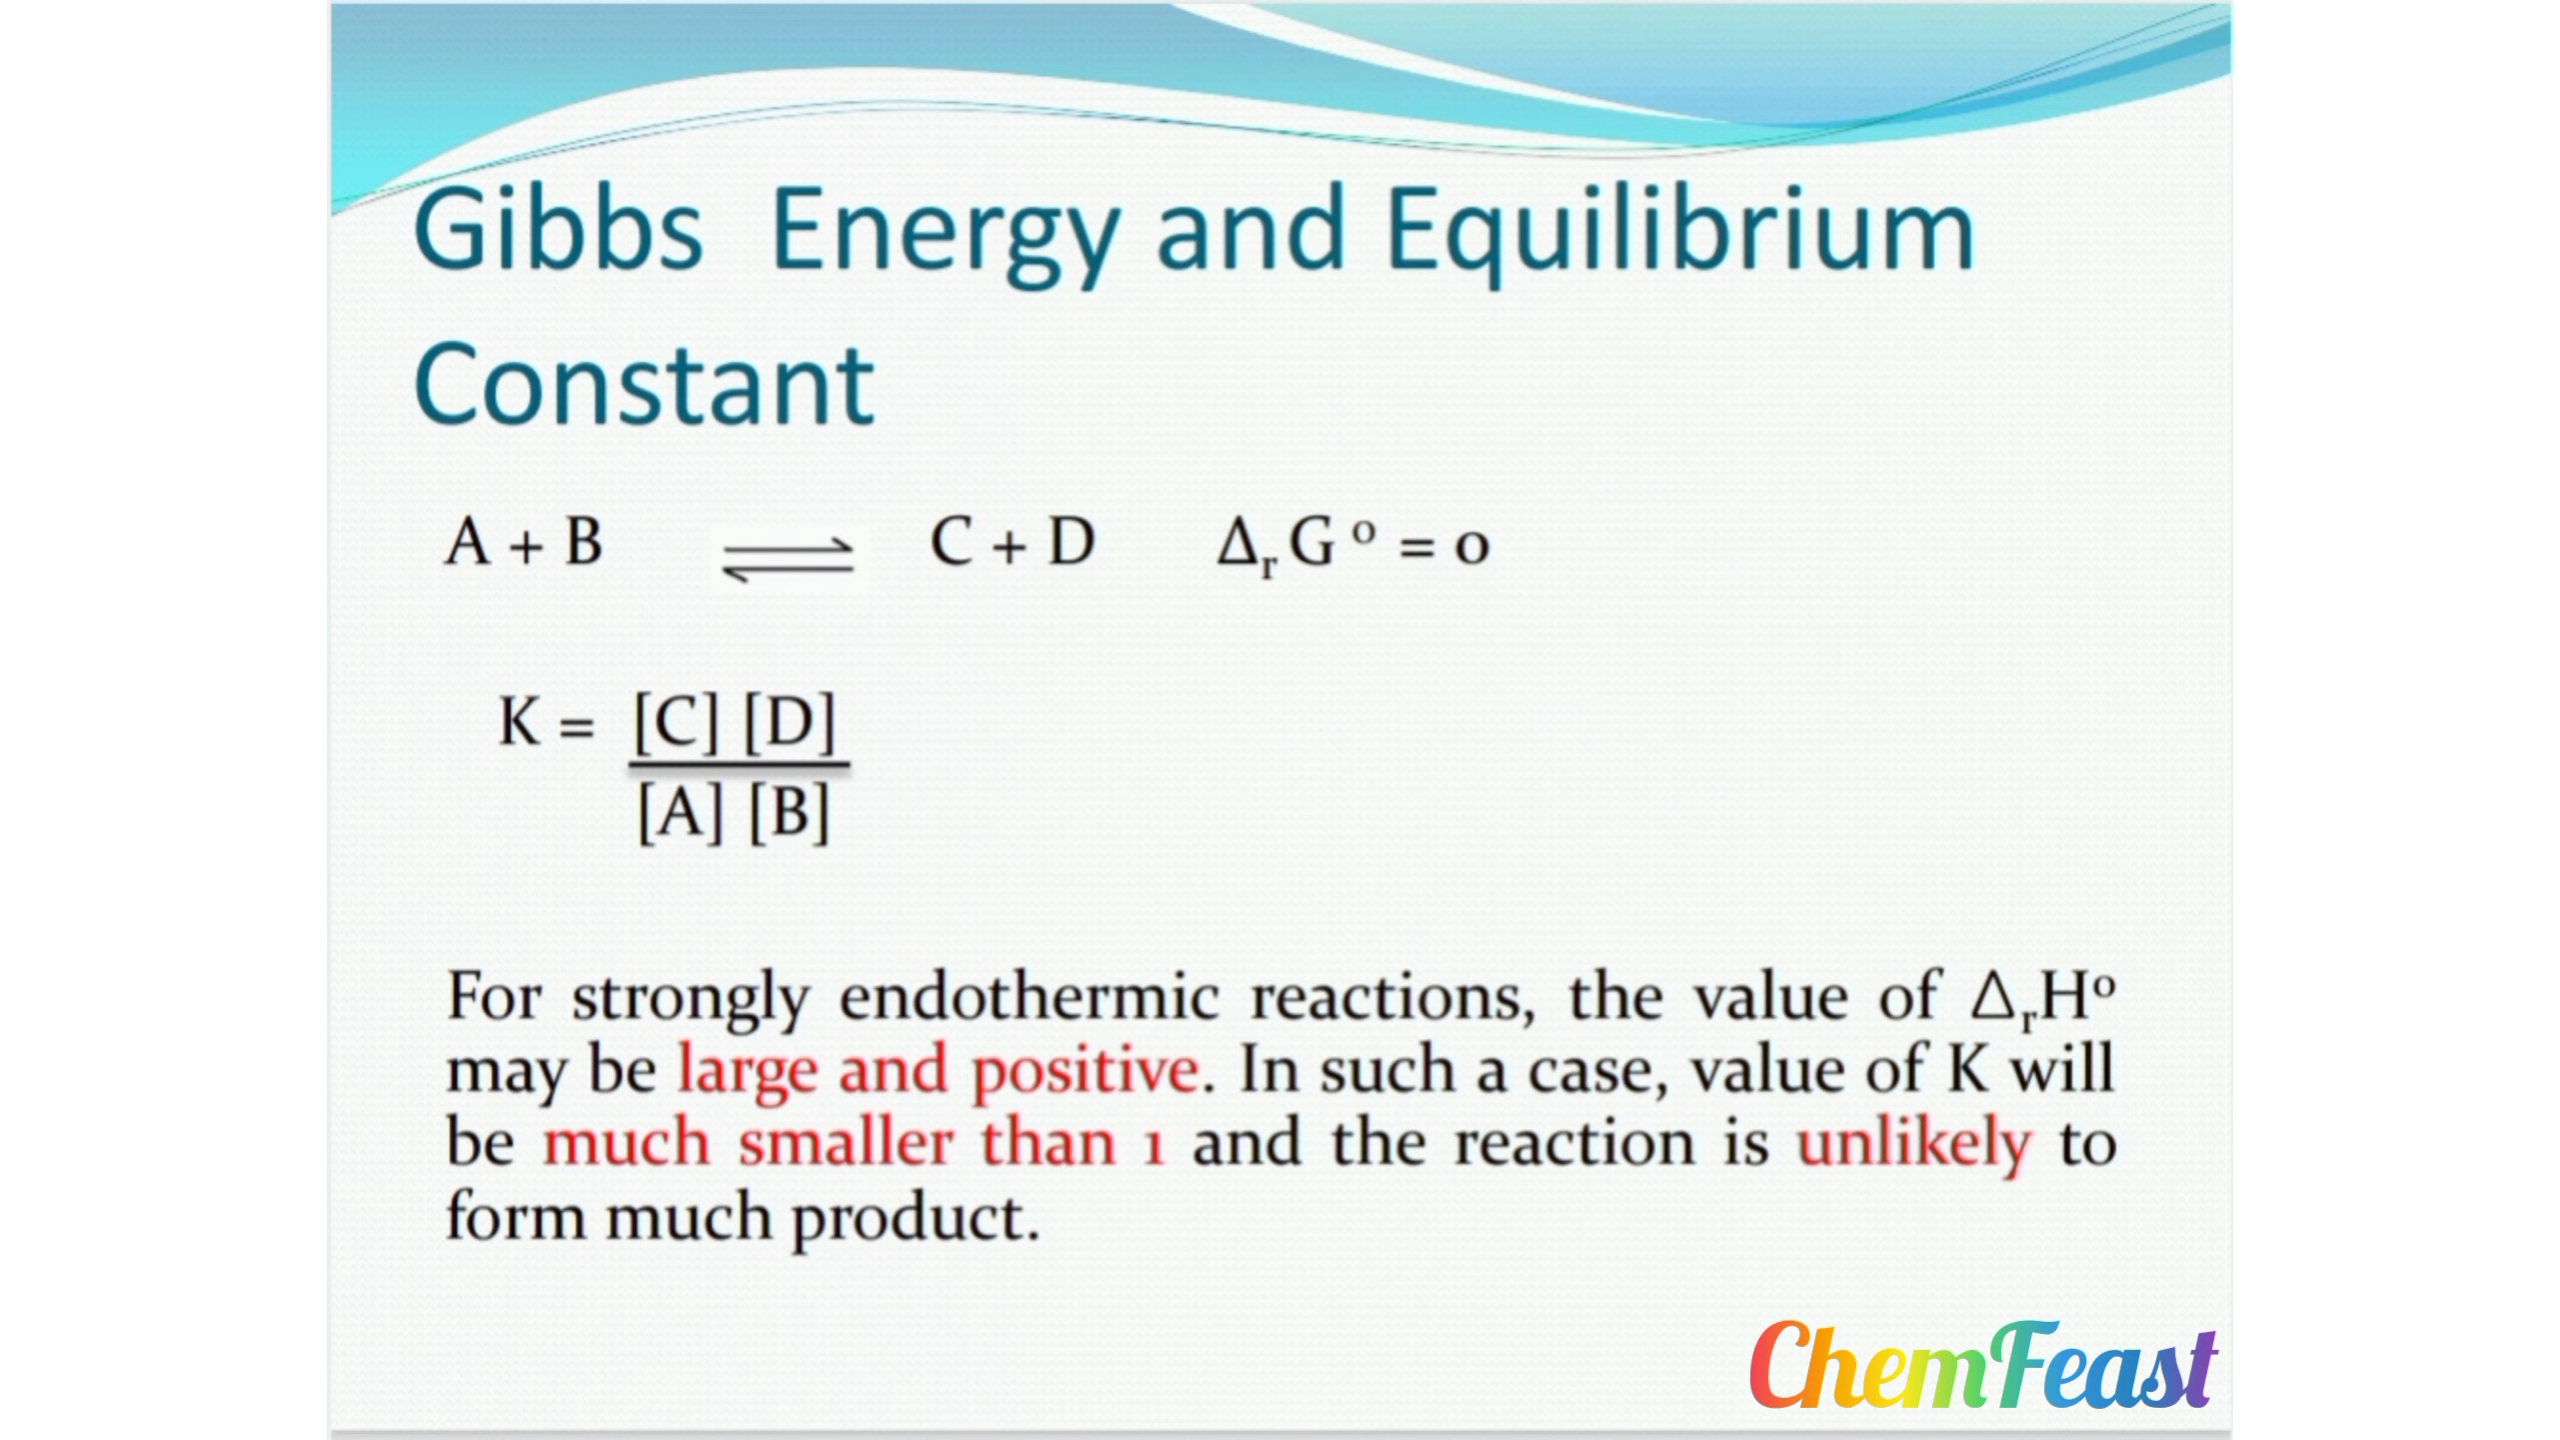 Gibbs Energy and Equilibrium
Constant
A + B ⇌ C + D Δr G ° = 0
K = [C] [D]
[A] [B]
For strongly endothermic reactions, the value of ΔrH°
may be large and positive. In such a case, value of K will
be much smaller than 1 and the reaction is unlikely to
form much product.
ChemFeast